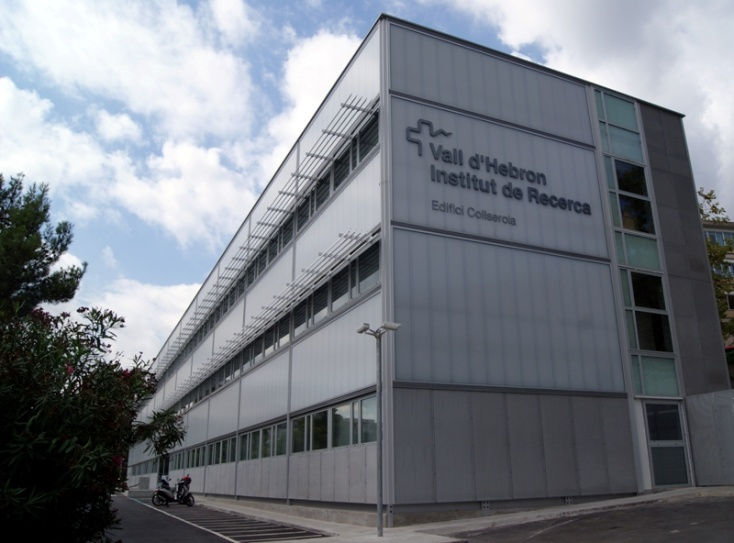 Vall d'Hebron
Institut de Recerca
Edifici Collserola